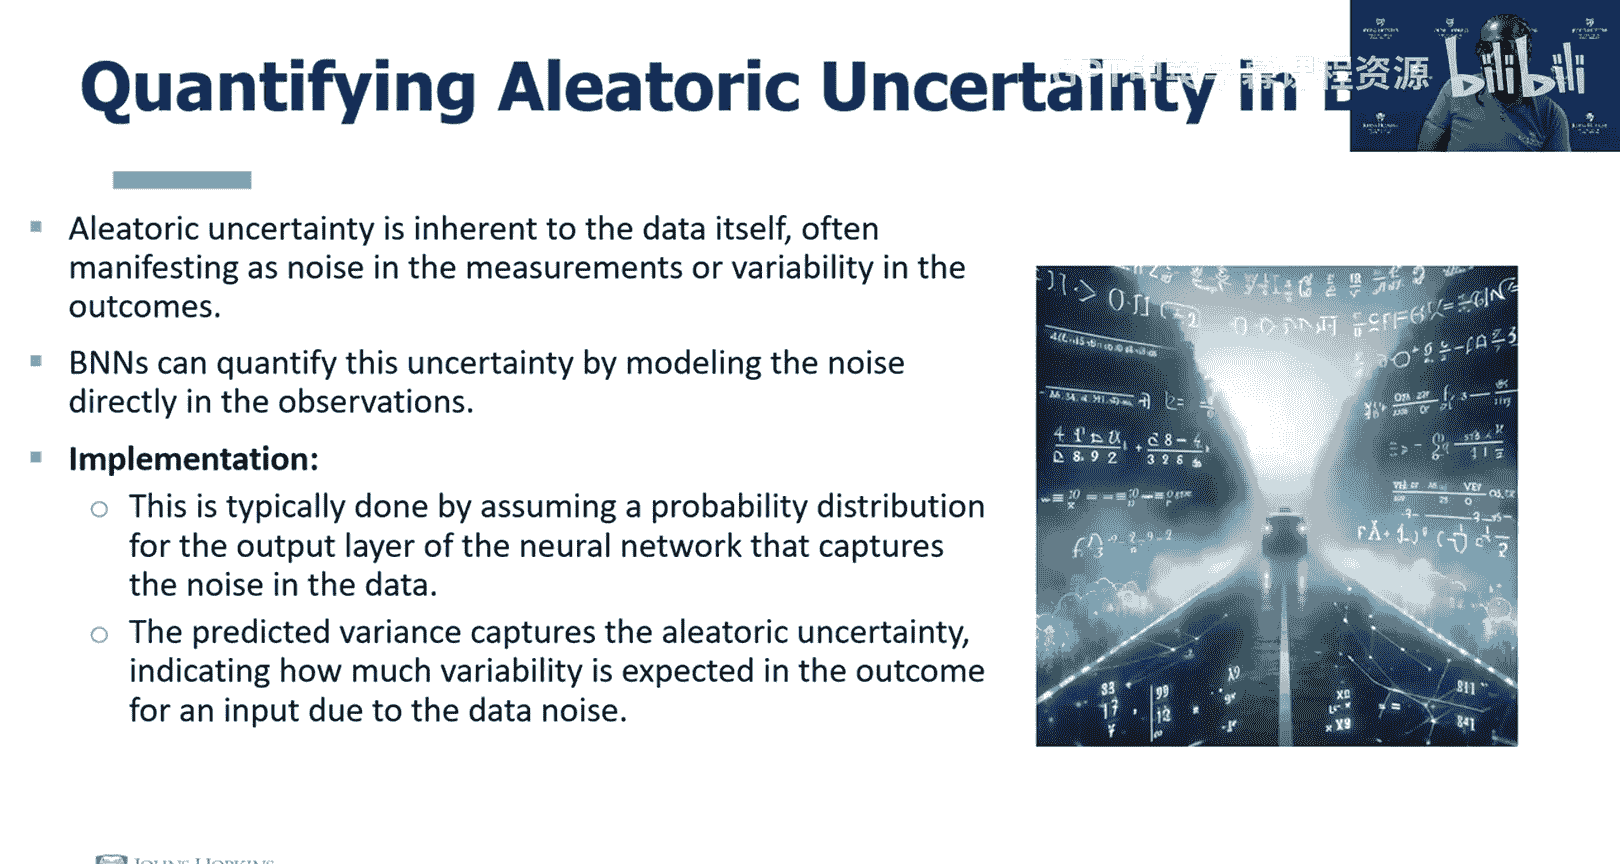 Quantifying Aleatoric Uncertainty in
bilibili
Aleatoric uncertainty is inherent to the data itself, often
manifesting as noise in the measurements or variability in the
outcomes.
BNNs can quantify this uncertainty by modeling the noise
directly in the observations.
Implementation:
This is typically done by assuming a probability distribution
for the output layer of the neural network that captures
the noise in the data.
The predicted variance captures the aleatoric uncertainty,
indicating how much variability is expected in the outcome
for an input due to the data noise.
JOHNS HOPKINS